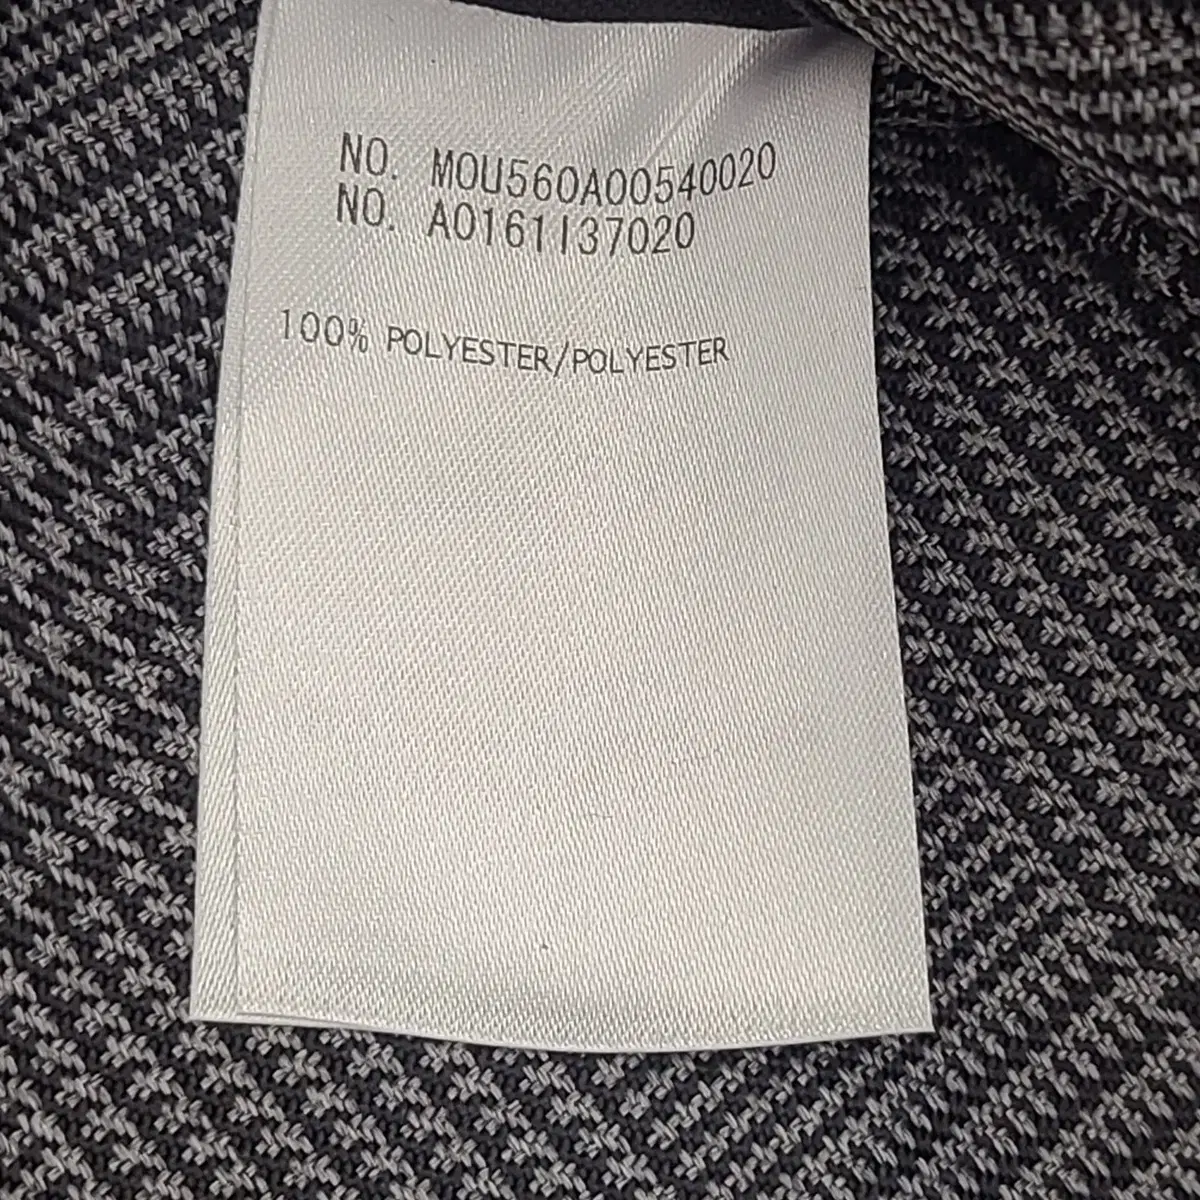 NO. MOU560A00540020
NO. A0161137020
100% POLYESTER/POLYESTER